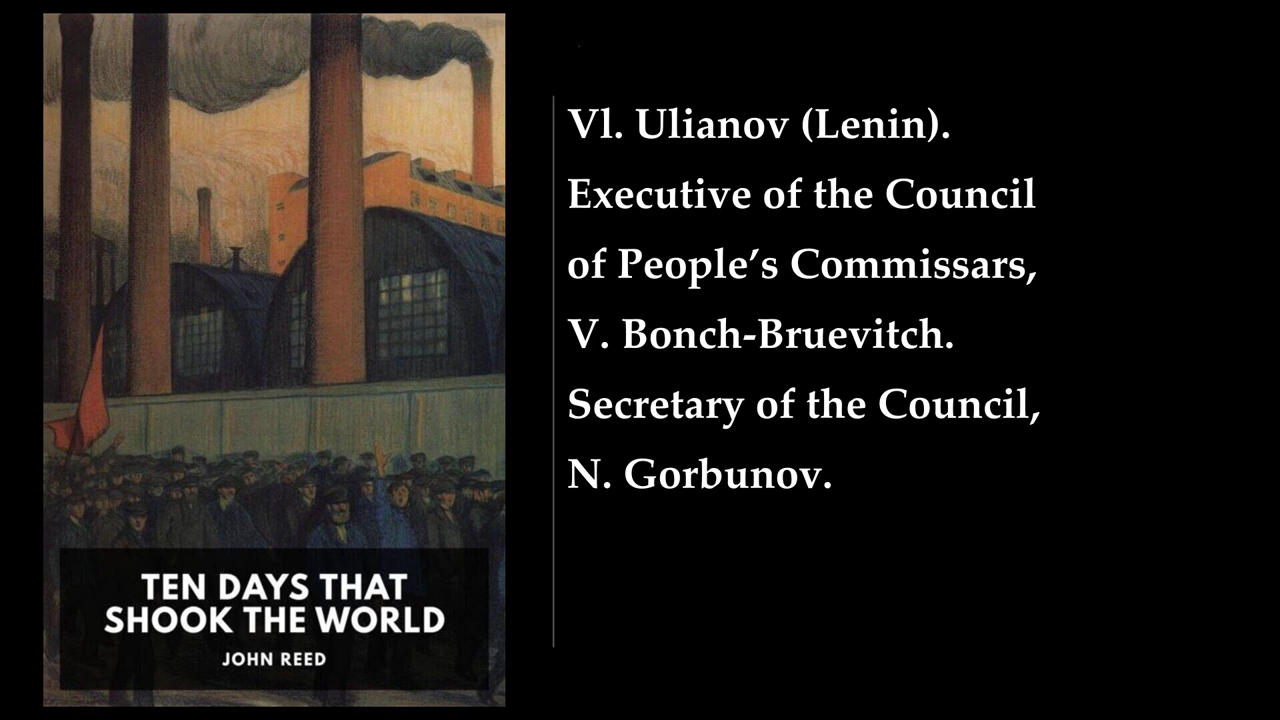 Vl. Ulianov (Lenin).
Executive of the Council
of People’s Commissars,
V. Bonch-Bruevitch.
Secretary of the Council,
N. Gorbunov.
TEN DAYS THAT
SHOOK THE WORLD
JOHN REED